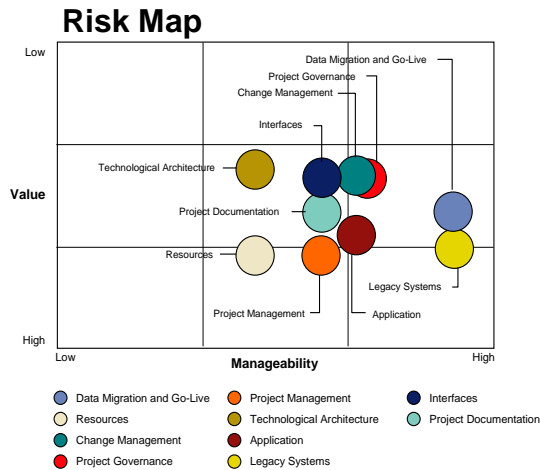 Risk Map
Low
Data Migration and Go-Live
Project Governance
Change Management
Interfaces
Technological Architecture
Value
Project Documentation
Resources
Legacy Systems
Project Management
Application
High
Low
Manageability
High
Data Migration and Go-Live
Project Management
Interfaces
Resources
Technological Architecture
Project Documentation
Change Management
Application
Project Governance
Legacy Systems